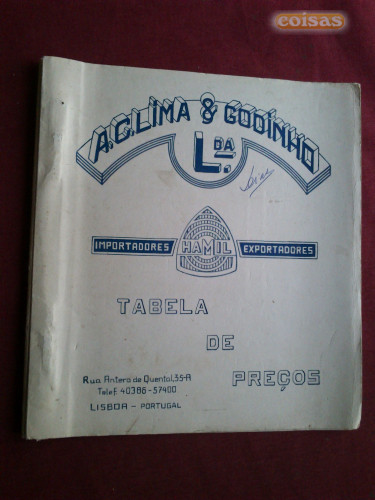 coisas
A.C.LIMA & GODINHO
L.DA
IMPORTADORES HAMIL EXPORTADORES
TABELA
DE
PREÇOS
Rua Antero de Quental, 35-A
Telef. 40386-57400
LISBOA - PORTUGAL